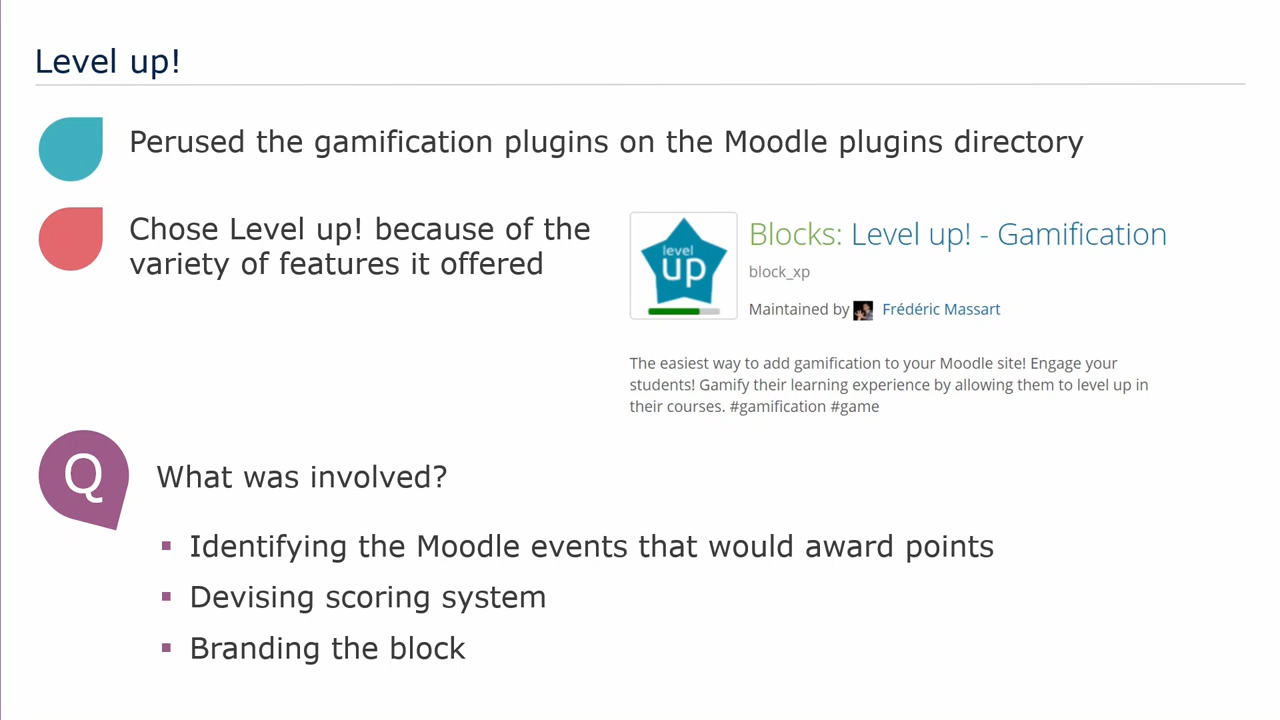 Level up!
Perused the gamification plugins on the Moodle plugins directory
Chose Level up! because of the
variety of features it offered
level
up
Blocks: Level up! - Gamification
block_xp
Maintained by Frédéric Massart
The easiest way to add gamification to your Moodle site! Engage your
students! Gamify their learning experience by allowing them to level up in
their courses. #gamification #game
Q
What was involved?
Identifying the Moodle events that would award points
Devising scoring system
Branding the block